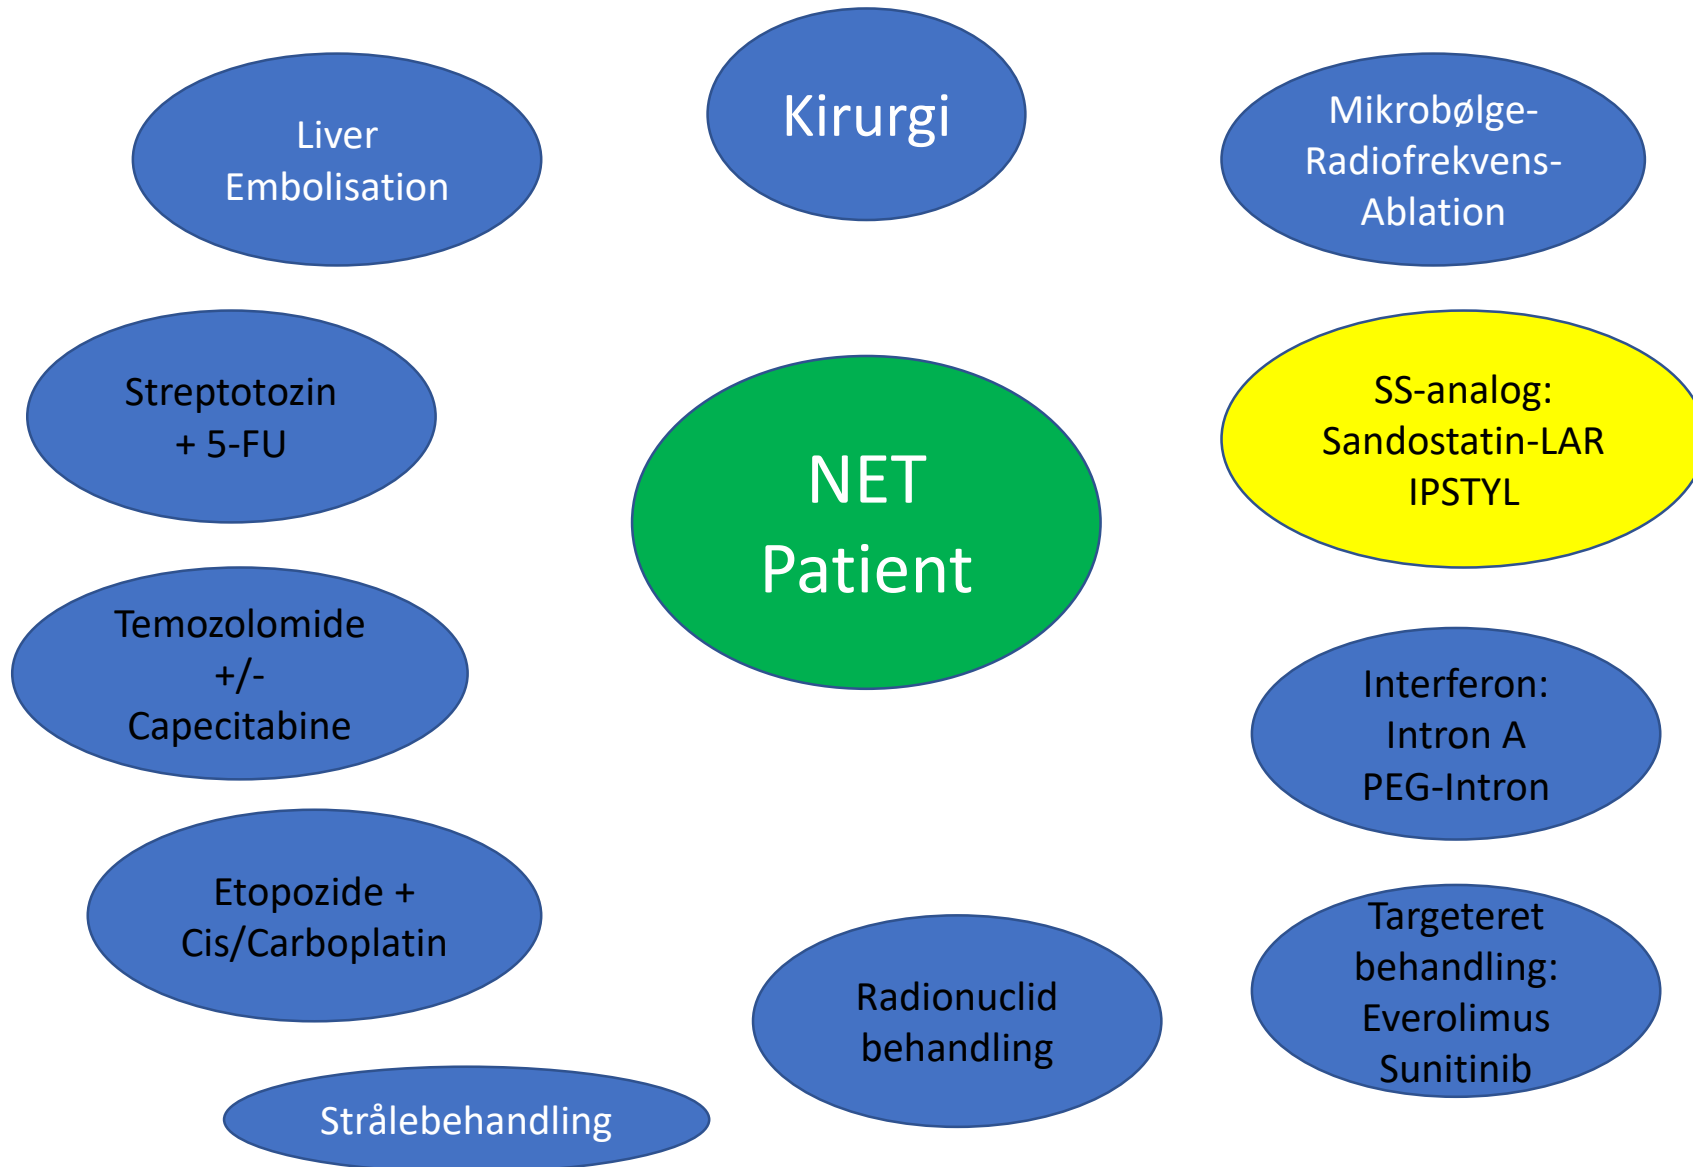 Kirurgi
Liver
Embolisation
Mikrobølge-
Radiofrekvens-
Ablation
Streptotozin
+ 5-FU
SS-analog:
Sandostatin-LAR
IPSTYL
NET
Patient
Temozolomide
+/-
Capecitabine
Interferon:
Intron A
PEG-Intron
Etopozide +
Cis/Carboplatin
Radionuclid
behandling
Targeteret
behandling:
Everolimus
Sunitinib
Strålebehandling